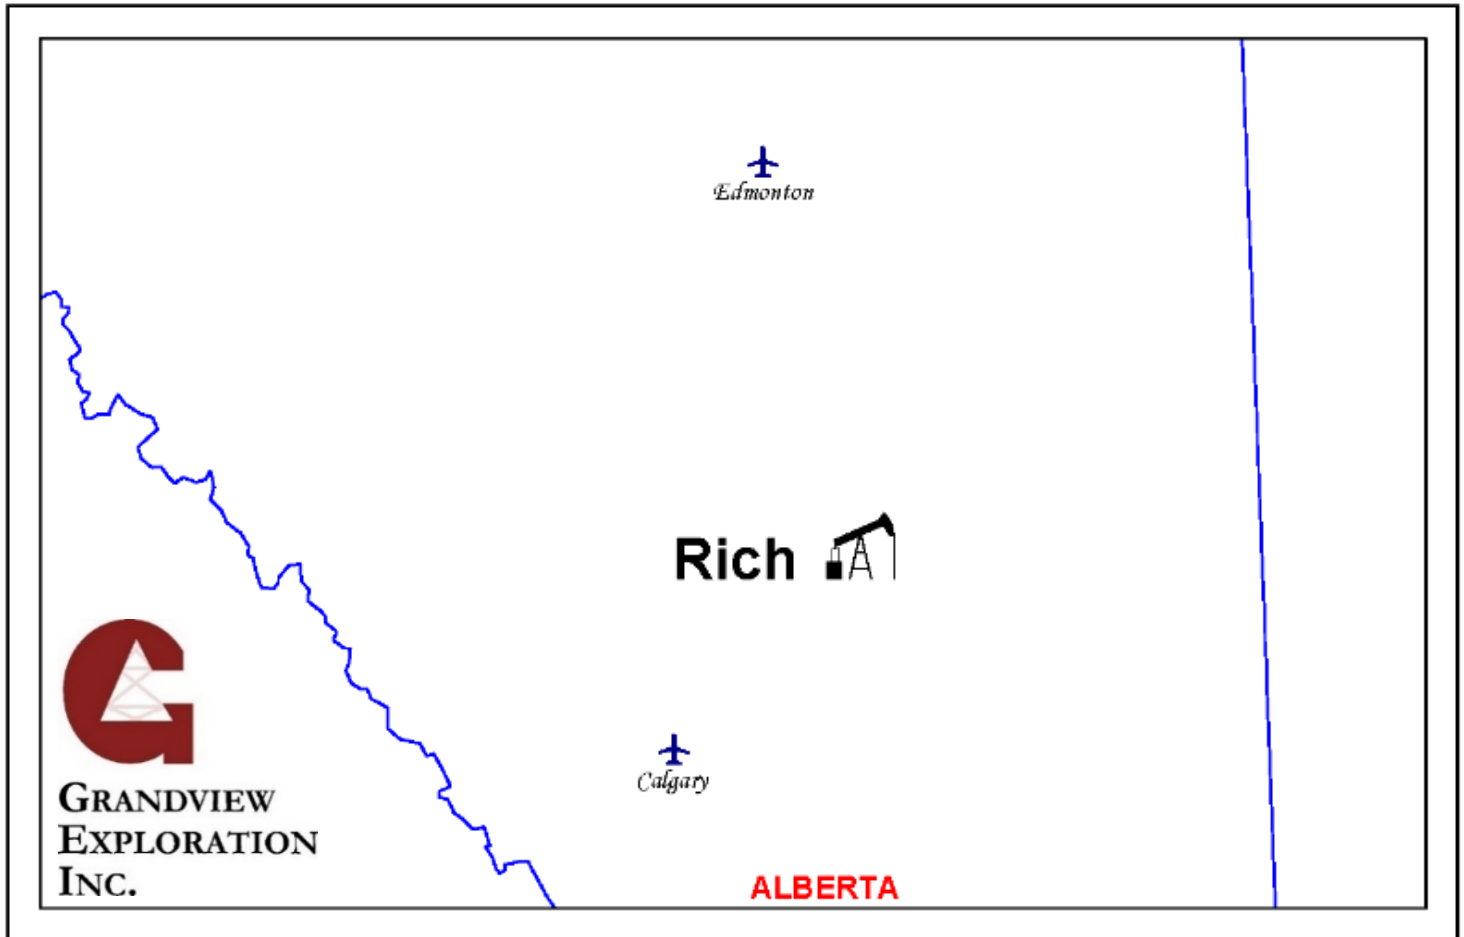 Edmonton
Rich
Calgary
GRANDVIEW
EXPLORATION
INC.
ALBERTA